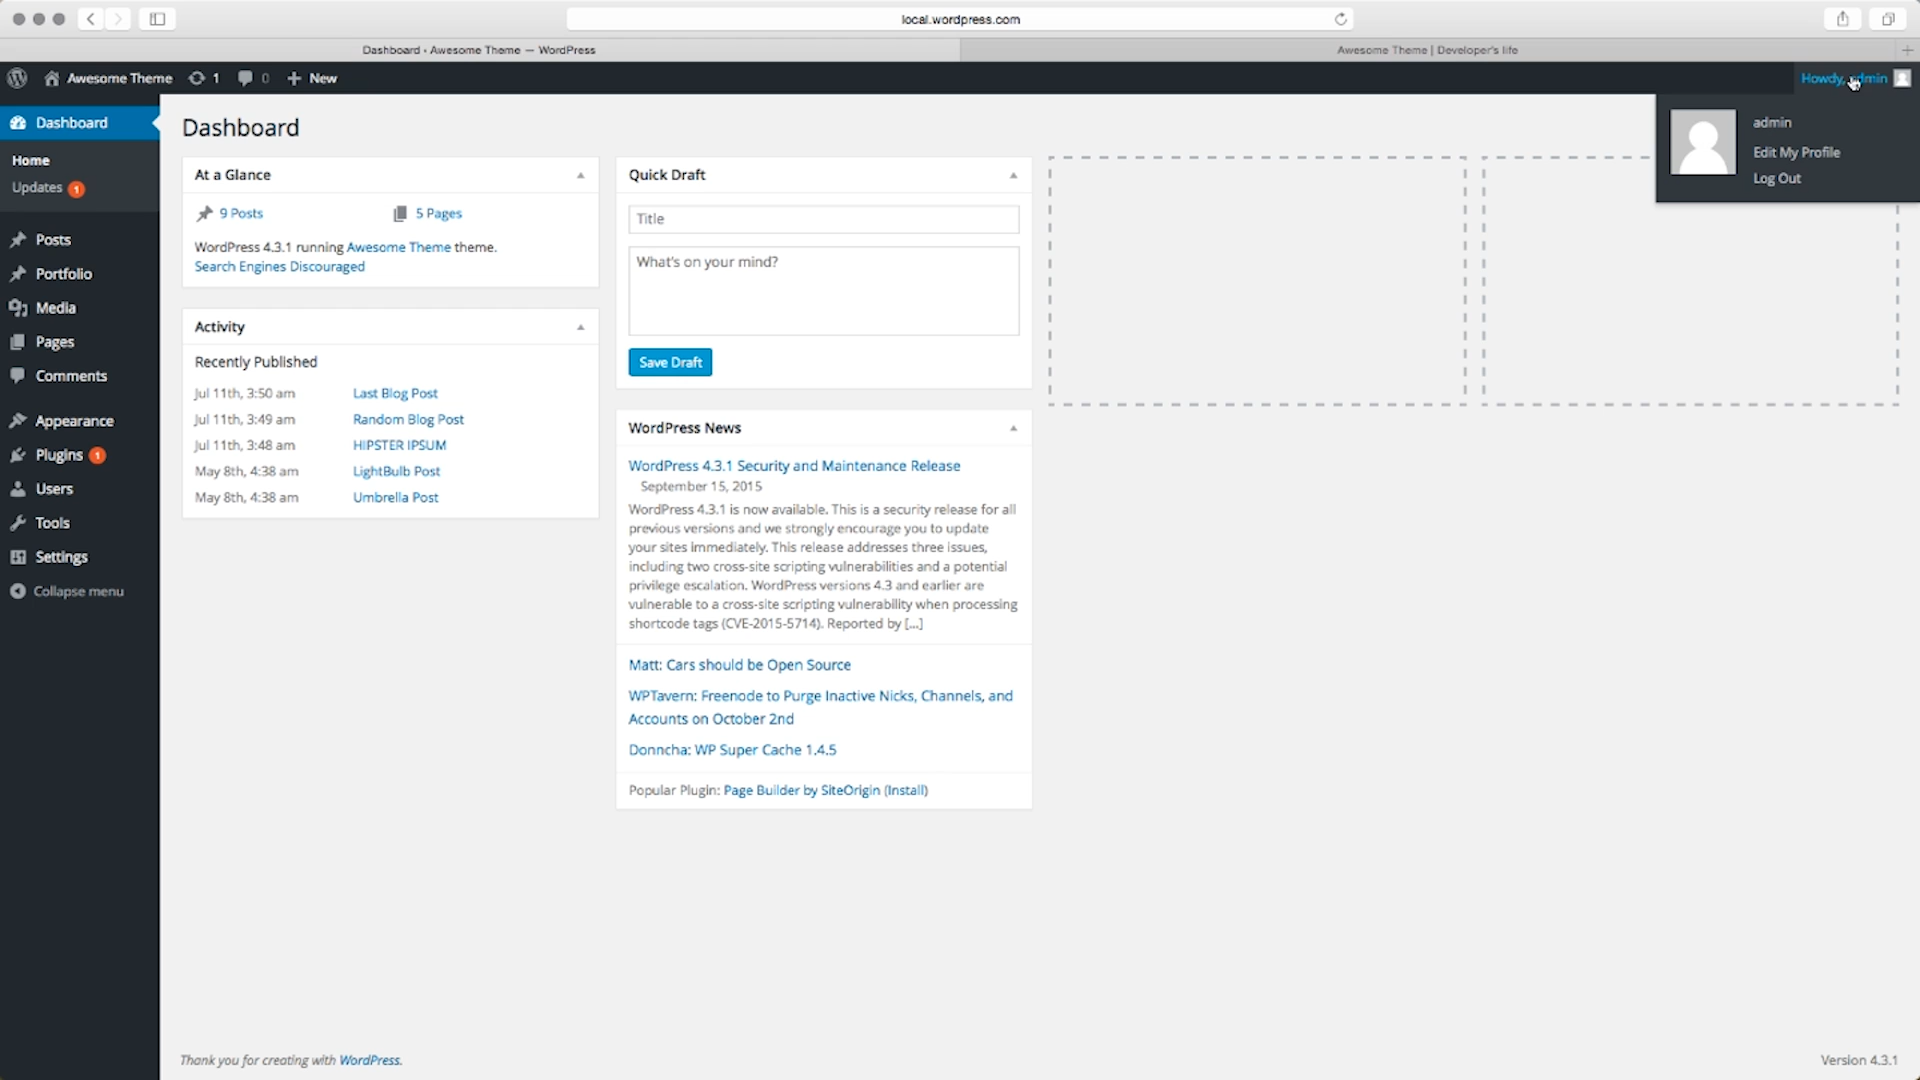 local.wordpress.com
Dashboard ‹ Awesome Theme — WordPress
Awesome Theme | Developer's life
Awesome Theme 1 0 New
Howdy, admin
admin
Edit My Profile
Log Out
Dashboard
Home
Updates 1
Posts
Portfolio
Media
Pages
Comments
Appearance
Plugins 1
Users
Tools
Settings
Collapse menu
Dashboard
At a Glance
9 Posts 5 Pages
WordPress 4.3.1 running Awesome Theme theme.
Search Engines Discouraged
Activity
Recently Published
Jul 11th, 3:50 am Last Blog Post
Jul 11th, 3:49 am Random Blog Post
Jul 11th, 3:48 am HIPSTER IPSUM
May 8th, 4:38 am LightBulb Post
May 8th, 4:38 am Umbrella Post
Quick Draft
Title
What's on your mind?
Save Draft
WordPress News
WordPress 4.3.1 Security and Maintenance Release
September 15, 2015
WordPress 4.3.1 is now available. This is a security release for all
previous versions and we strongly encourage you to update
your sites immediately. This release addresses three issues,
including two cross-site scripting vulnerabilities and a potential
privilege escalation. WordPress versions 4.3 and earlier are
vulnerable to a cross-site scripting vulnerability when processing
shortcode tags (CVE-2015-5714). Reported by [...]
Matt: Cars should be Open Source
WPTavern: Freenode to Purge Inactive Nicks, Channels, and
Accounts on October 2nd
Donncha: WP Super Cache 1.4.5
Popular Plugin: Page Builder by SiteOrigin (Install)
Thank you for creating with WordPress.
Version 4.3.1